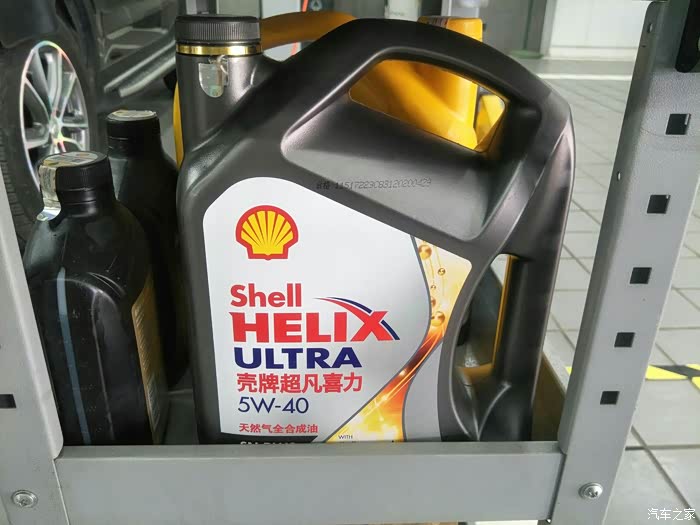 Shell
HELIX
ULTRA
壳牌超凡喜力
5W-40
天然气全合成油
WITH
汽车之家